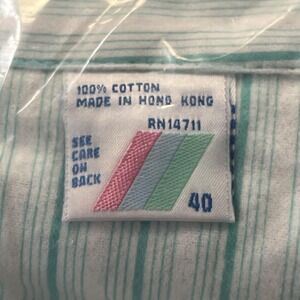 100% COTTON
MADE IN HONG KONG
RN14711
SEE
CARE
ON
BACK
40